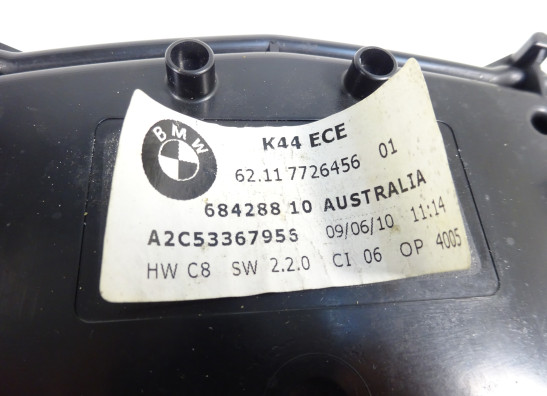 BMW
K44 ECE
62.11 7726456 01
684288 10 AUSTRALIA
A2C53367956 09/06/10 11:14
HW C8 SW 2.2.0 CI 06 OP 4005